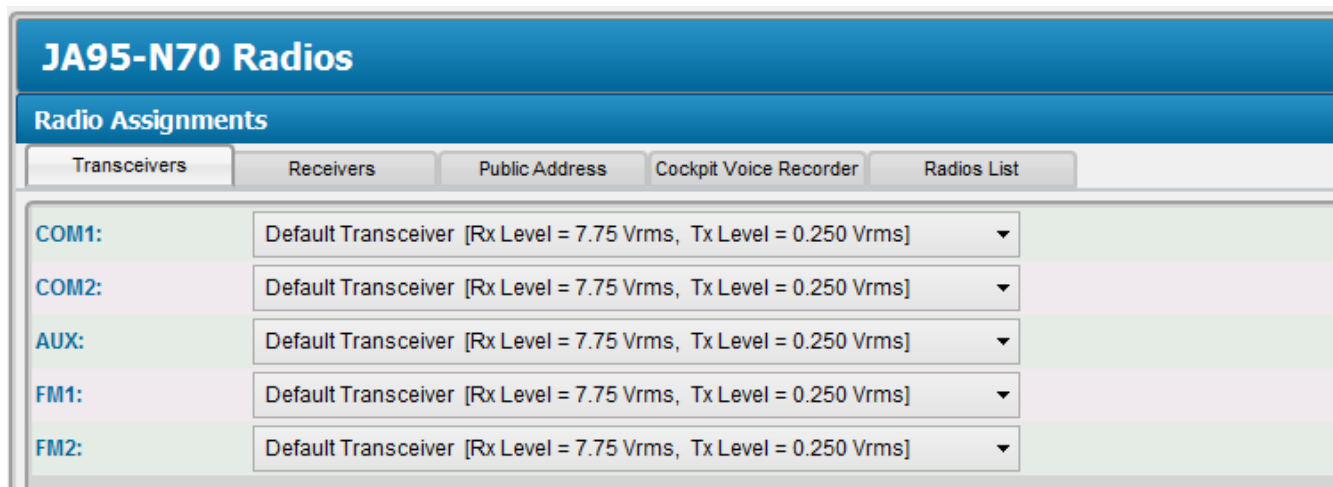 JA95-N70 Radios
Radio Assignments
Transceivers Receivers Public Address Cockpit Voice Recorder Radios List
COM1: Default Transceiver [Rx Level = 7.75 Vrms, Tx Level = 0.250 Vrms]
COM2: Default Transceiver [Rx Level = 7.75 Vrms, Tx Level = 0.250 Vrms]
AUX: Default Transceiver [Rx Level = 7.75 Vrms, Tx Level = 0.250 Vrms]
FM1: Default Transceiver [Rx Level = 7.75 Vrms, Tx Level = 0.250 Vrms]
FM2: Default Transceiver [Rx Level = 7.75 Vrms, Tx Level = 0.250 Vrms]